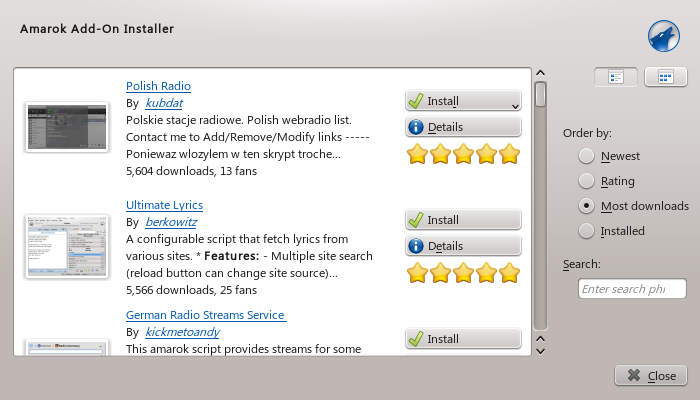 Amarok Add-On Installer
Polish Radio
By kubdat
Polskie stacje radiowe. Polish webradio list.
Contact me to Add/Remove/Modify links -----
Poniewaz wlozylem w ten skrypt troche...
5,604 downloads, 13 fans
Install
Details
Ultimate Lyrics
By berkowitz
A configurable script that fetch lyrics from
various sites. * Features: - Multiple site search
(reload button can change site source)...
5,566 downloads, 25 fans
Install
Details
German Radio Streams Service
By kickmetoandy
This amarok script provides streams for some
Install
Order by:
Newest
Rating
Most downloads
Installed
Search:
Enter search phr
Close